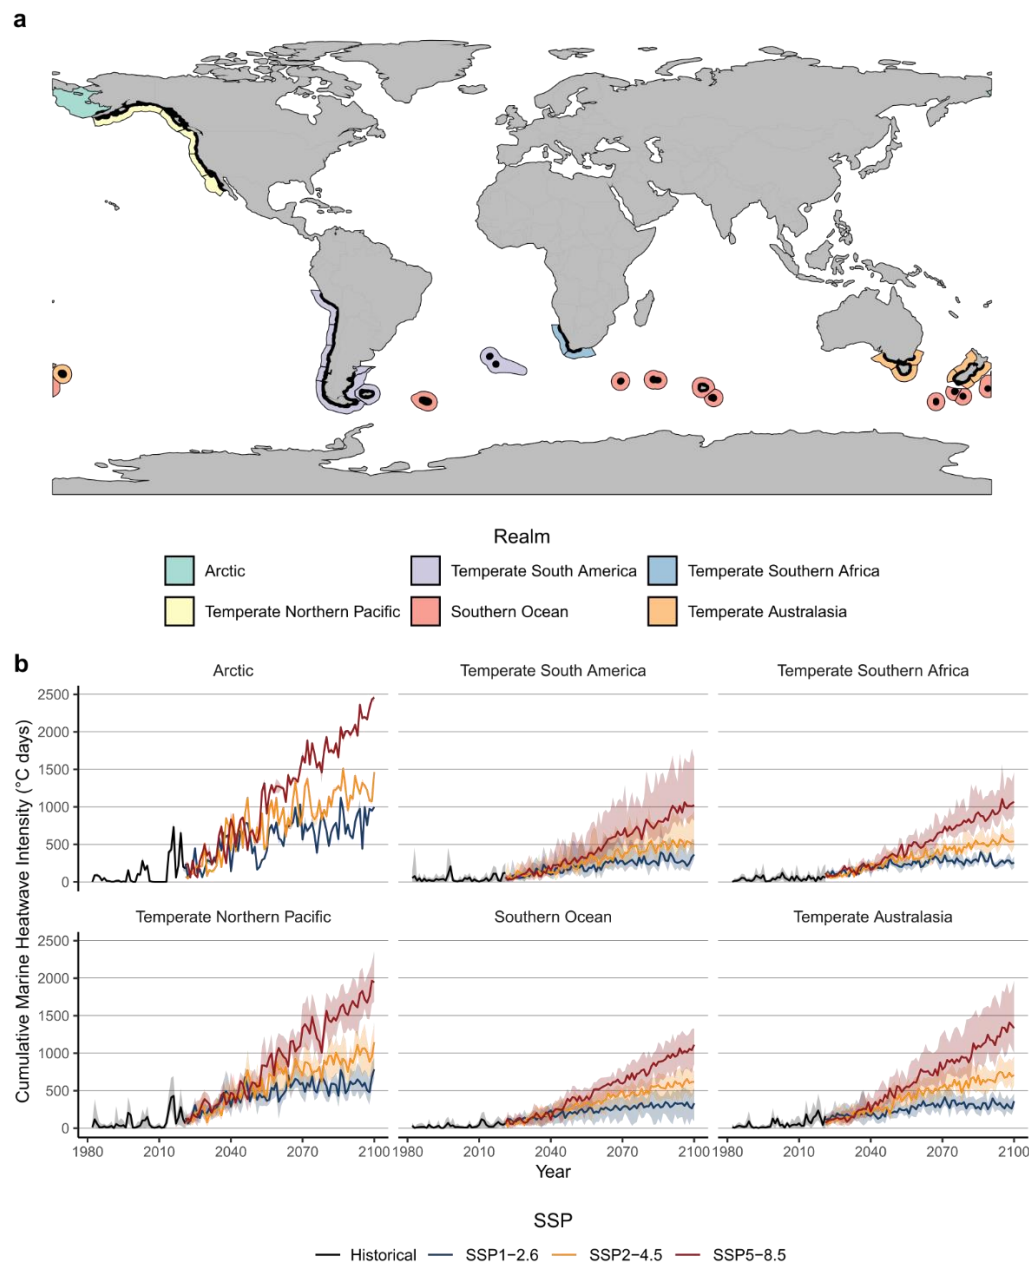 a
Realm
Arctic
Temperate South America
Temperate Southern Africa
Temperate Northern Pacific
Southern Ocean
Temperate Australasia
b
Arctic
Temperate South America
Temperate Southern Africa
Cumulative Marine Heatwave Intensity (°C days)
2500
2000
1500
1000
500
0
Temperate Northern Pacific
Southern Ocean
Temperate Australasia
2500
2000
1500
1000
500
0
1980 2010 2040 2070 2100 1980 2010 2040 2070 2100 1980 2010 2040 2070 2100
Year
SSP
Historical SSP1−2.6 SSP2−4.5 SSP5−8.5